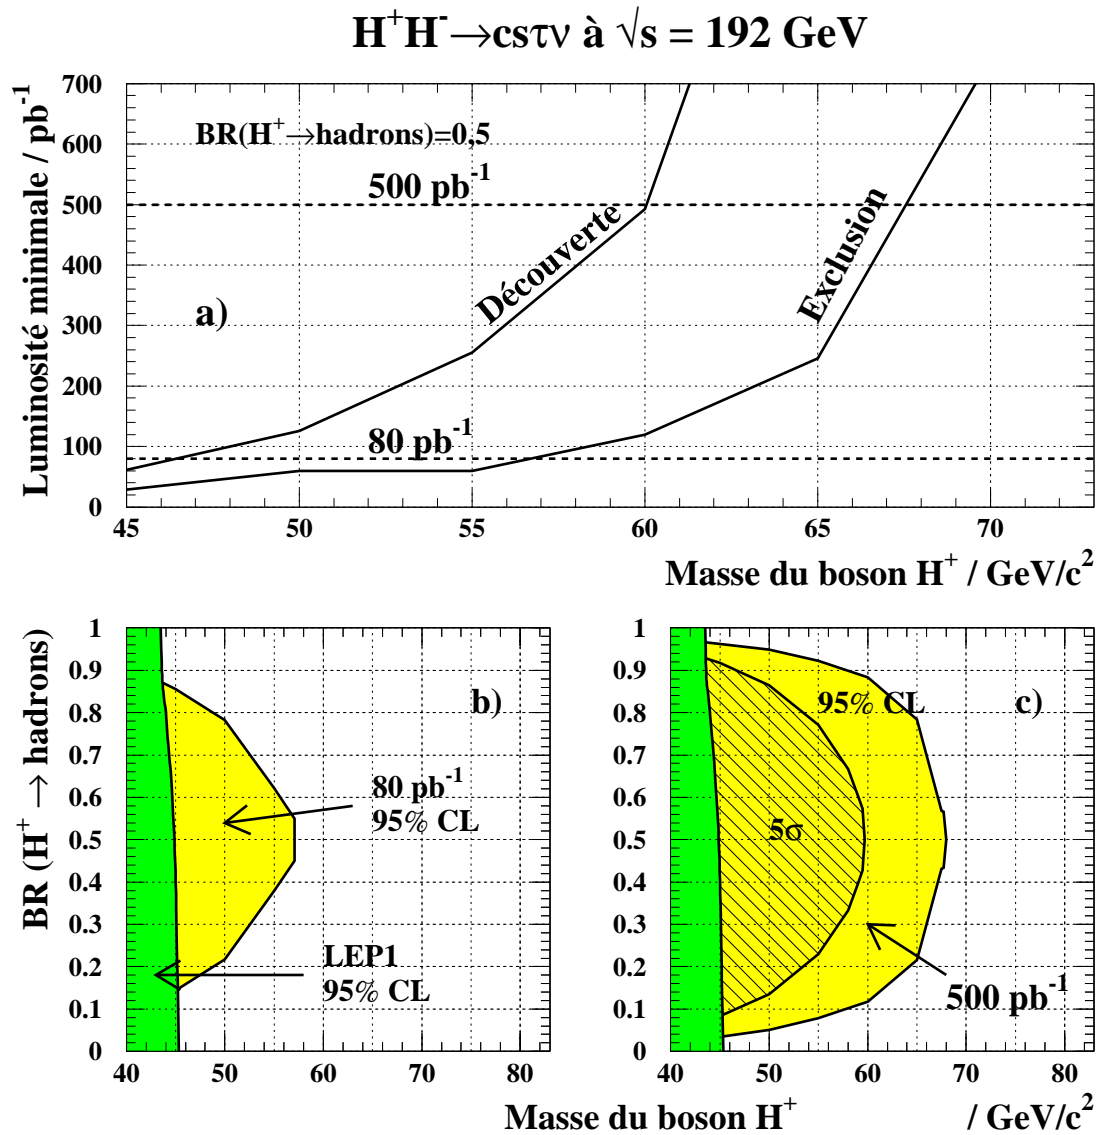 H⁺H⁻→csτν à √s = 192 GeV
Luminosité minimale / pb⁻¹
700
600
500
400
300
200
100
0
BR(H⁺→hadrons)=0,5
500 pb⁻¹
Découverte
Exclusion
a)
80 pb⁻¹
45 50 55 60 65 70
Masse du boson H⁺ / GeV/c²
BR (H⁺ → hadrons)
1
0.9
0.8
0.7
0.6
0.5
0.4
0.3
0.2
0.1
0
b)
80 pb⁻¹
95% CL
LEP1
95% CL
40 50 60 70 80
1
0.9
0.8
0.7
0.6
0.5
0.4
0.3
0.2
0.1
0
95% CL
c)
5σ
500 pb⁻¹
40 50 60 70 80
Masse du boson H⁺ / GeV/c²